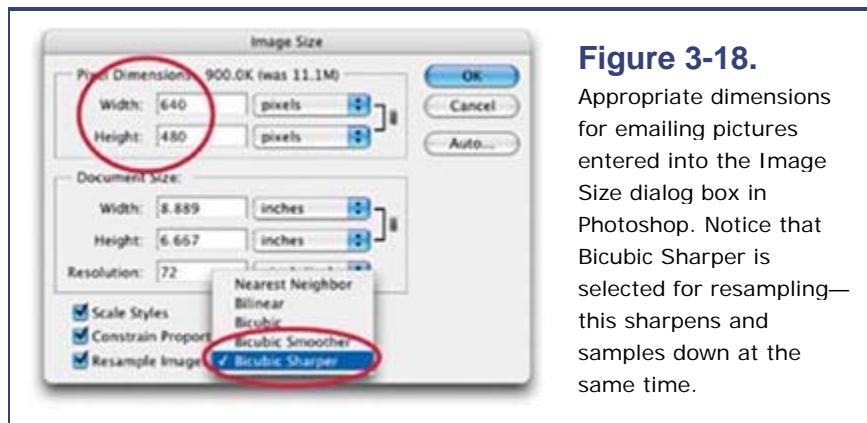 Image Size
Pixel Dimensions: 900.0K (was 11.1M)
Width: 640 pixels
Height: 480 pixels
OK
Cancel
Auto...
Document Size:
Width: 8.889 inches
Height: 6.667 inches
Resolution: 72
Nearest Neighbor
Bilinear
Bicubic
Bicubic Smoother
✓ Bicubic Sharper
Scale Styles
Constrain Proport
Resample Image
Figure 3-18.
Appropriate dimensions
for emailing pictures
entered into the Image
Size dialog box in
Photoshop. Notice that
Bicubic Sharper is
selected for resampling—
this sharpens and
samples down at the
same time.